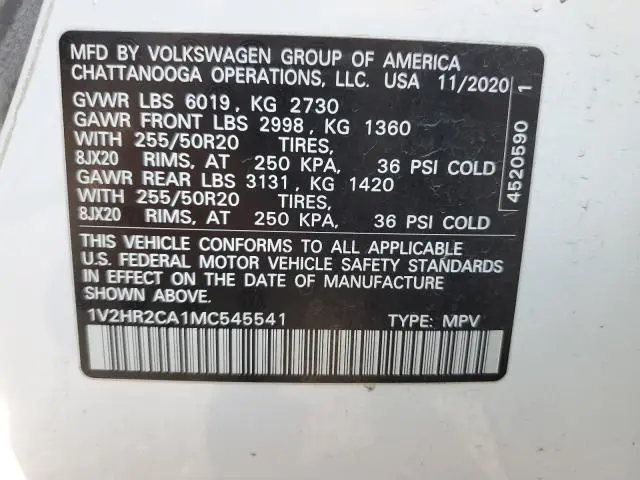 MFD BY VOLKSWAGEN GROUP OF AMERICA
CHATTANOOGA OPERATIONS, LLC. USA 11/2020
GVWR LBS 6019, KG 2730
GAWR FRONT LBS 2998, KG 1360
WITH 255/50R20 TIRES,
8JX20 RIMS, AT 250 KPA, 36 PSI COLD
GAWR REAR LBS 3131, KG 1420
WITH 255/50R20 TIRES,
8JX20 RIMS, AT 250 KPA, 36 PSI COLD
THIS VEHICLE CONFORMS TO ALL APPLICABLE
U.S. FEDERAL MOTOR VEHICLE SAFETY STANDARDS
IN EFFECT ON THE DATE OF MANUFACTURE
1V2HR2CA1MC545541 TYPE: MPV
4520590 1